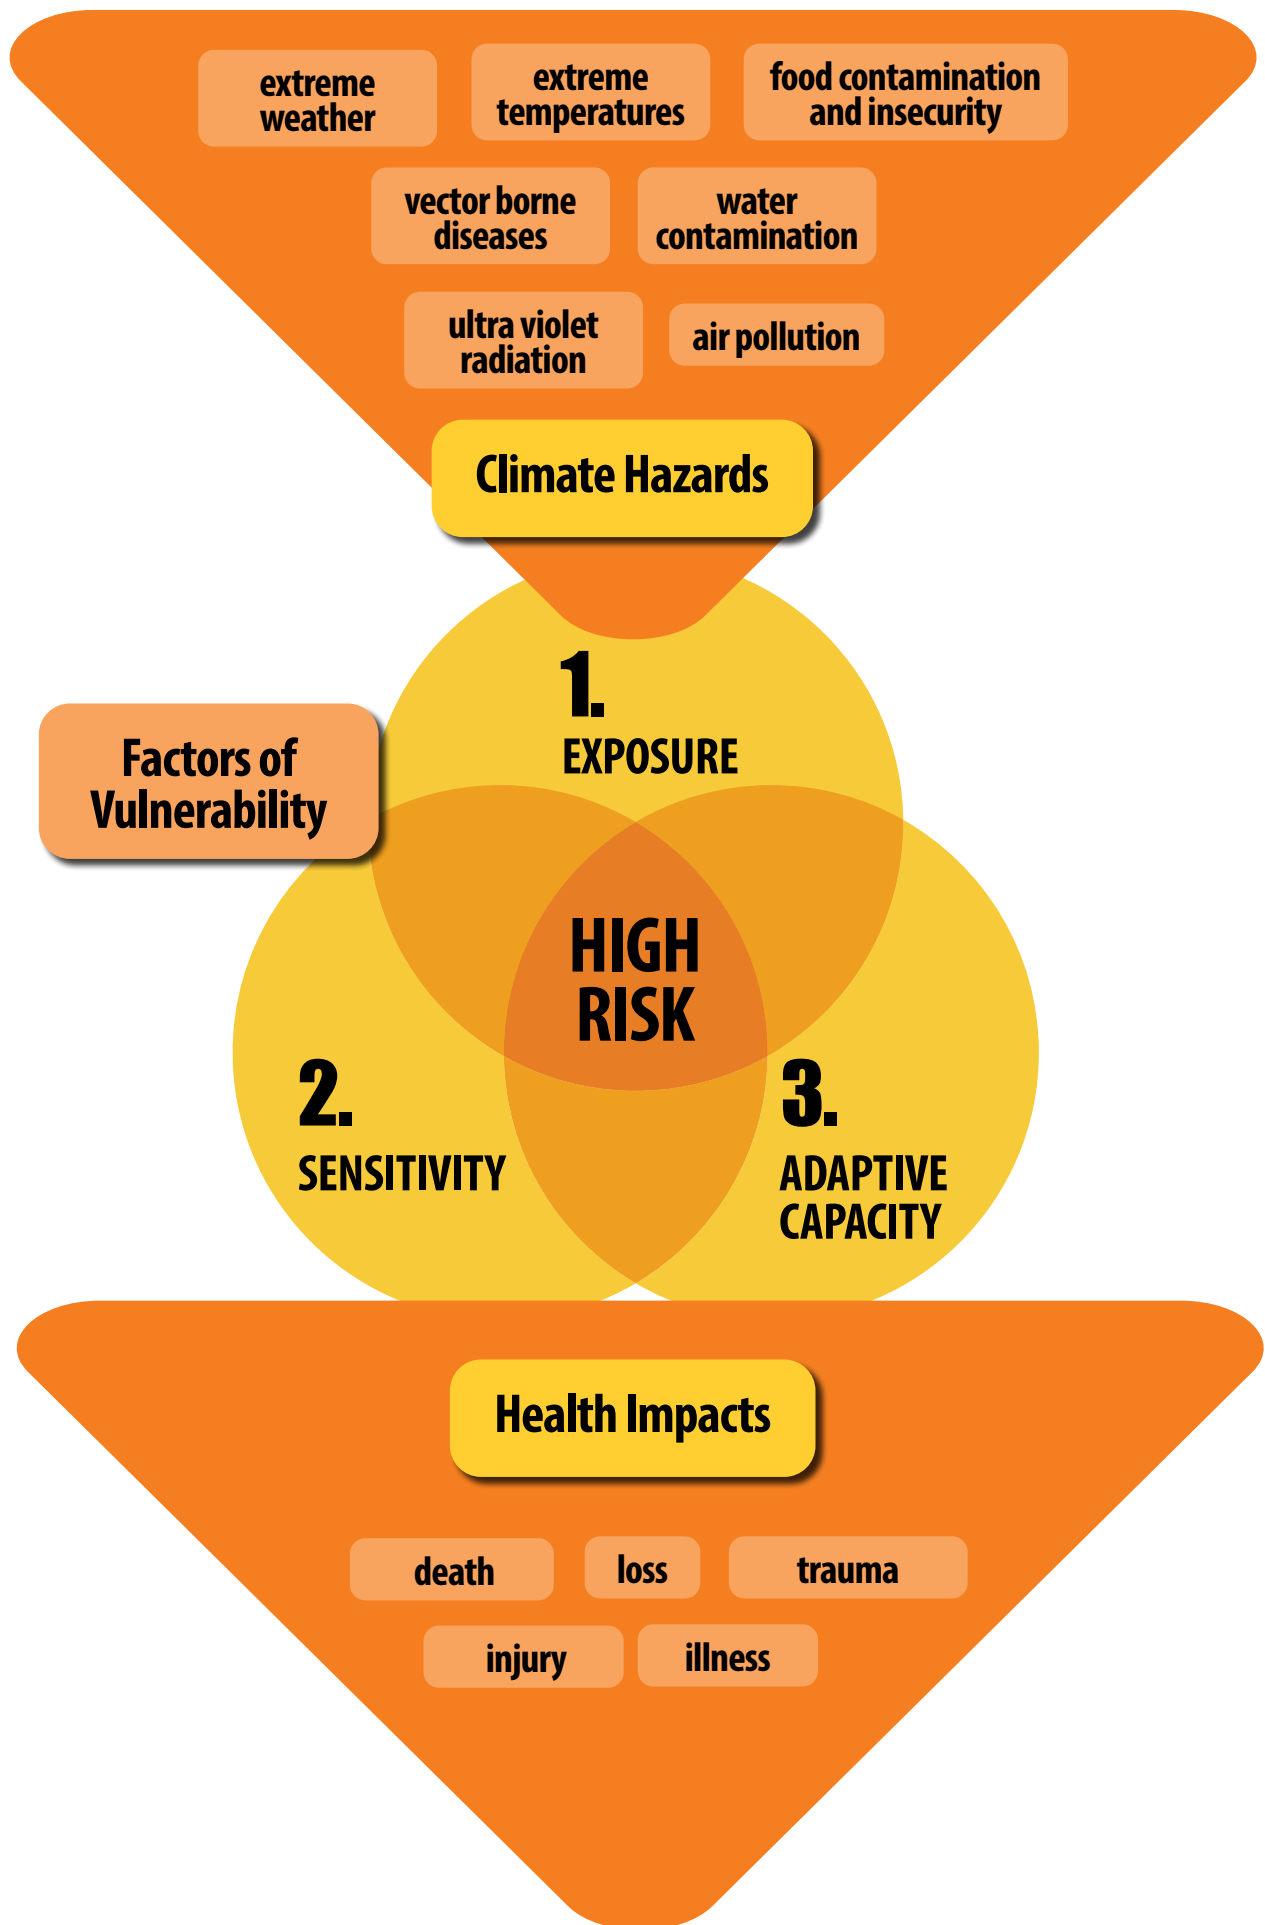 extreme
weather
extreme
temperatures
food contamination
and insecurity
vector borne
diseases
water
contamination
ultra violet
radiation
air pollution
Climate Hazards
1.
EXPOSURE
Factors of
Vulnerability
HIGH
RISK
2.
SENSITIVITY
3.
ADAPTIVE
CAPACITY
Health Impacts
death
loss
trauma
injury
illness